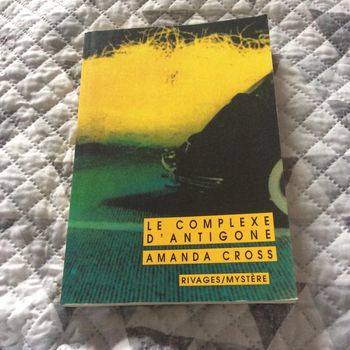 LE COMPLEXE
D'ANTIGONE
AMANDA CROSS
RIVAGES/MYSTÈRE